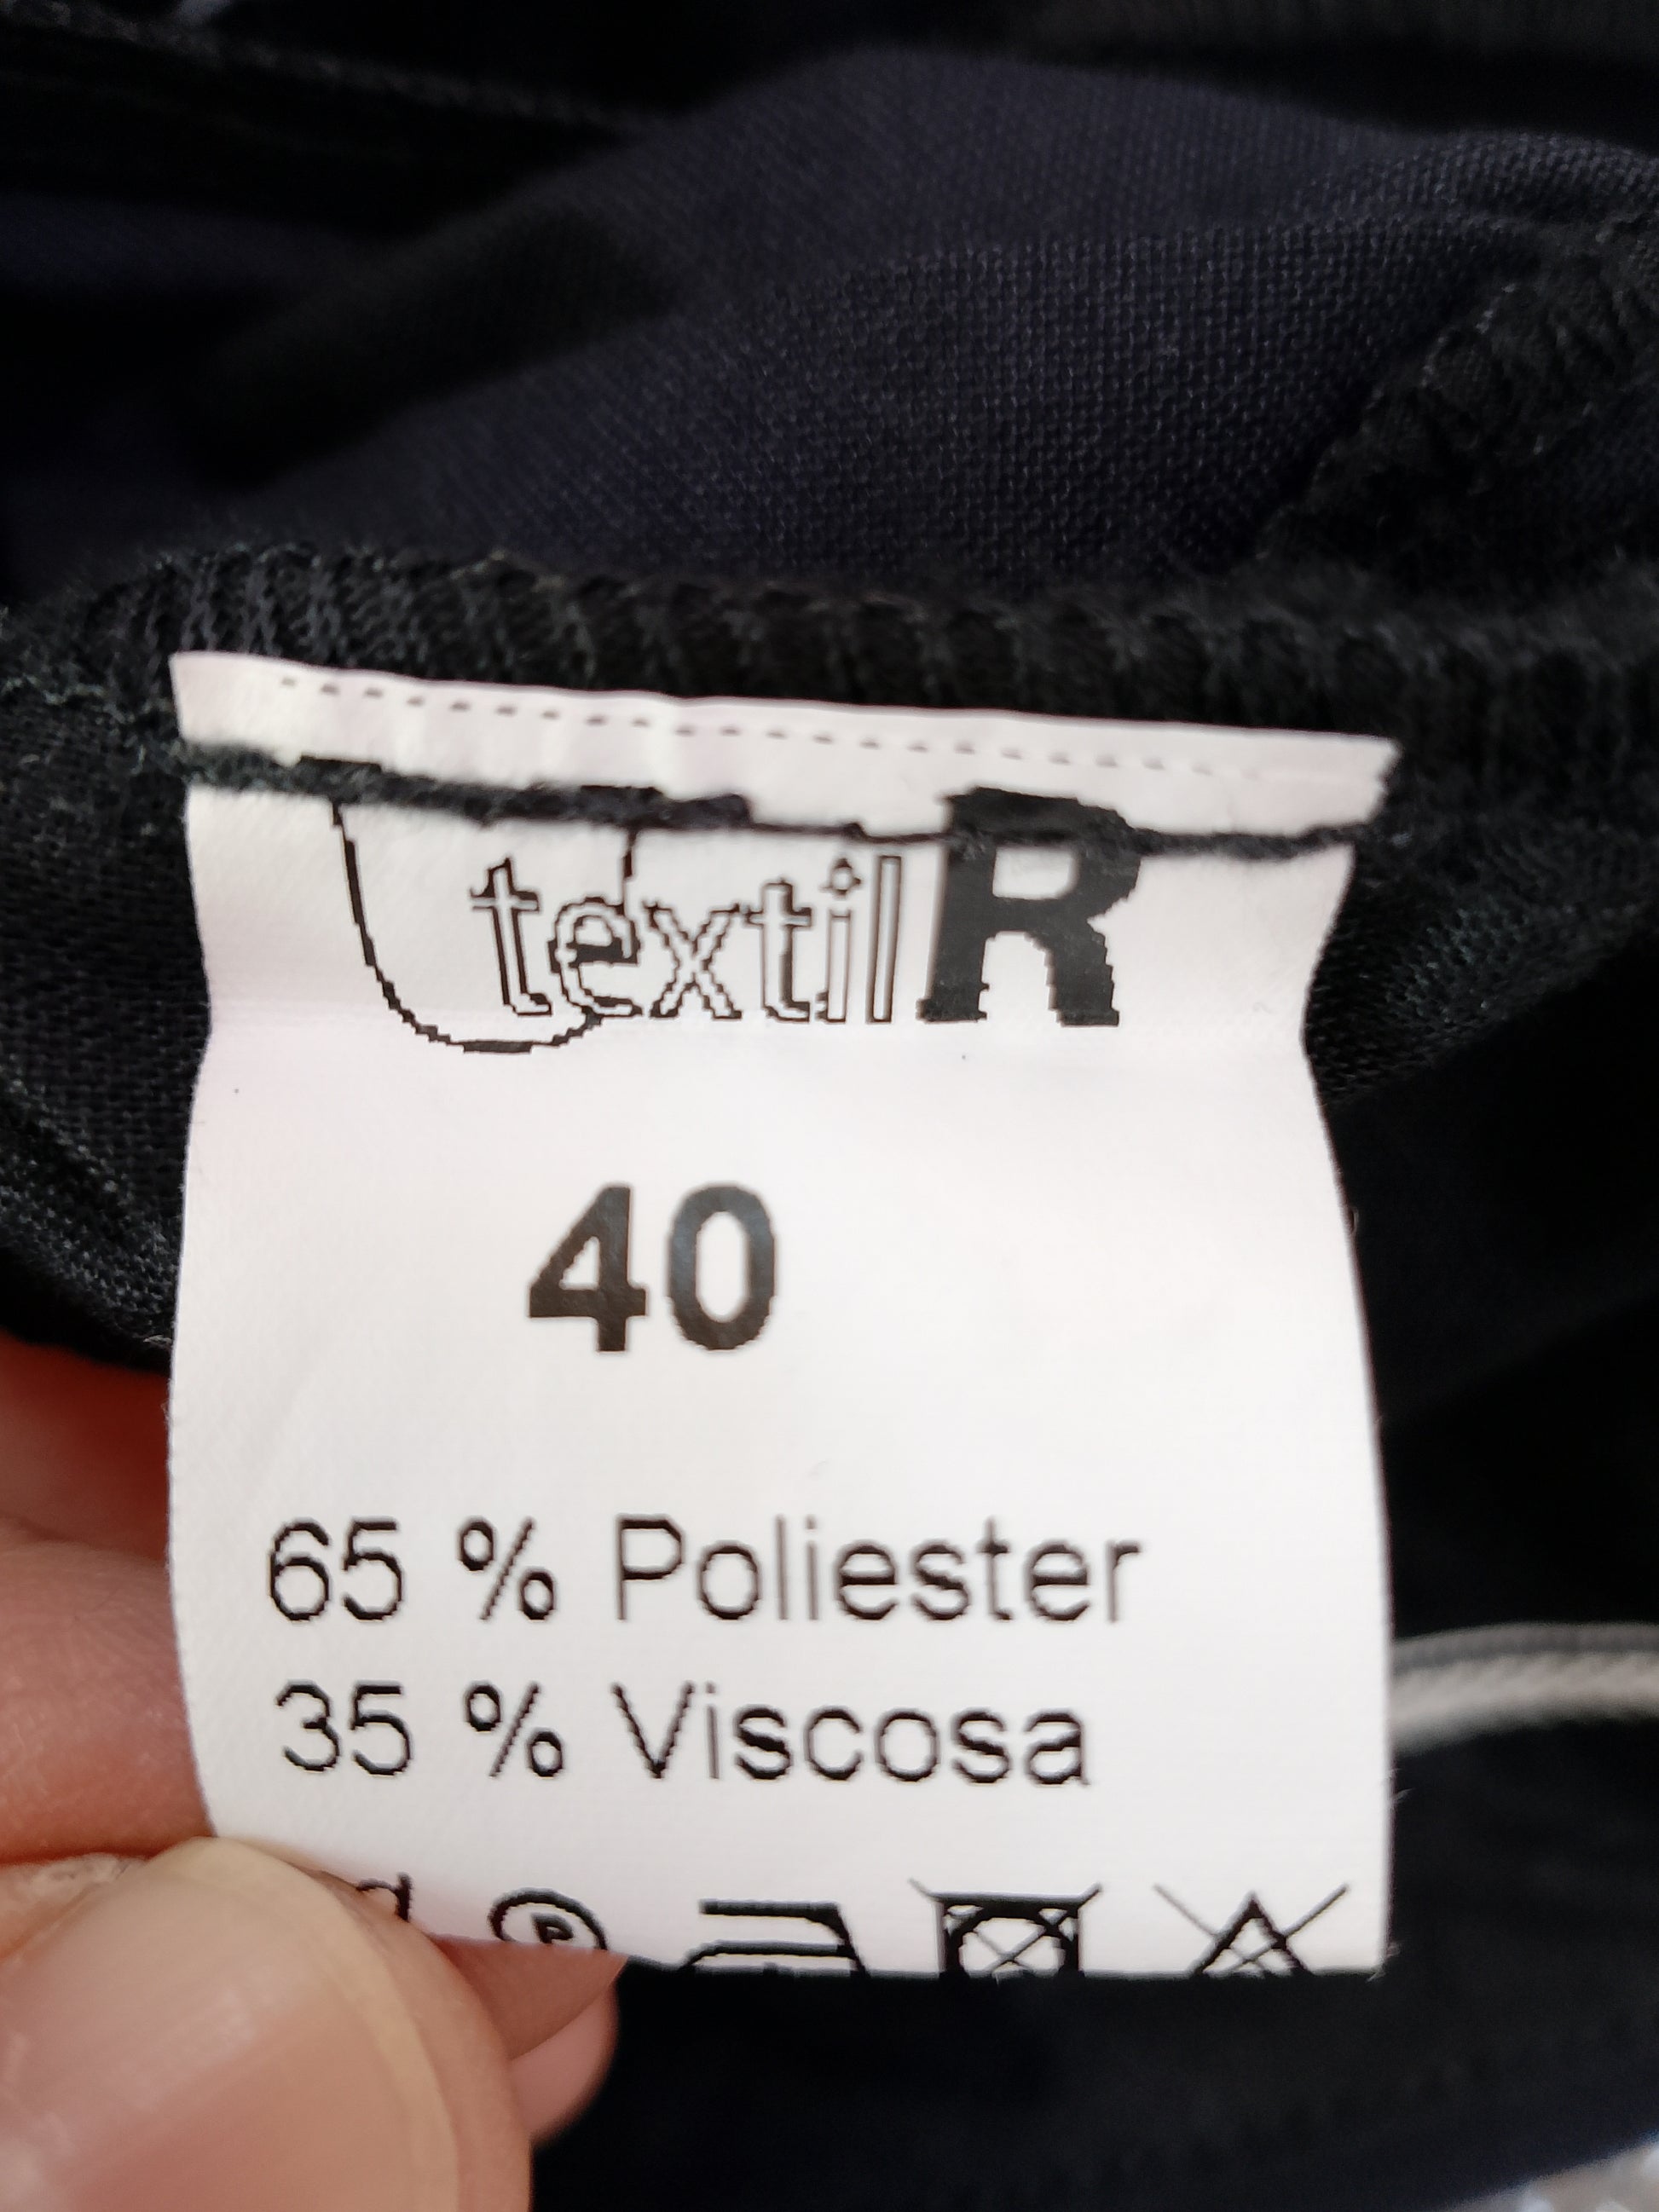 textilR
40
65 % Poliester
35 % Viscosa
P